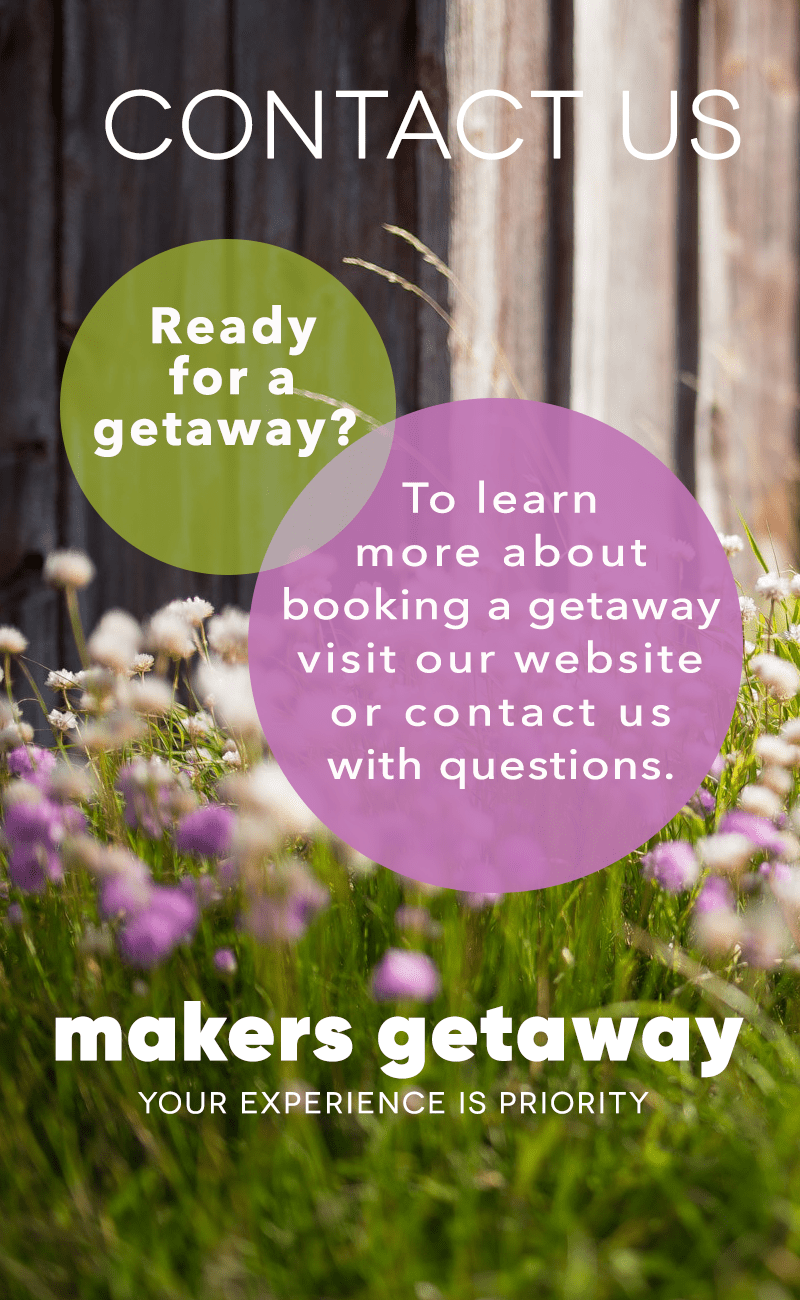 CONTACT US
Ready
for a
getaway?
To learn
more about
booking a getaway
visit our website
or contact us
with questions.
makers getaway
YOUR EXPERIENCE IS PRIORITY